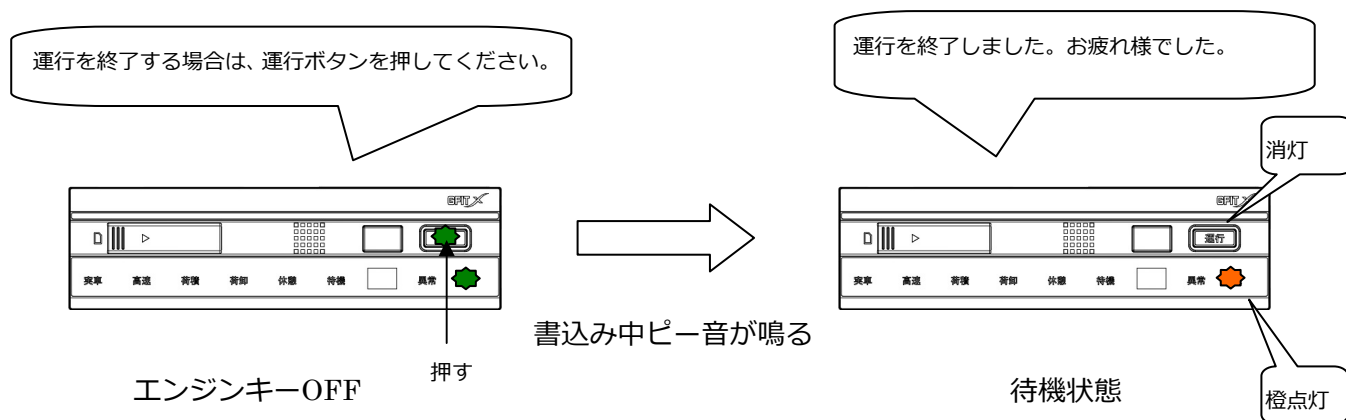 運行を終了する場合は、運行ボタンを押してください。
運行を終了しました。お疲れ様でした。
消灯
GFIT X
GFIT X
運行
実車 高速 荷積 荷卸 休憩 待機 異常
実車 高速 荷積 荷卸 休憩 待機 異常
書込み中ピー音が鳴る
押す
エンジンキーOFF
待機状態
橙点灯